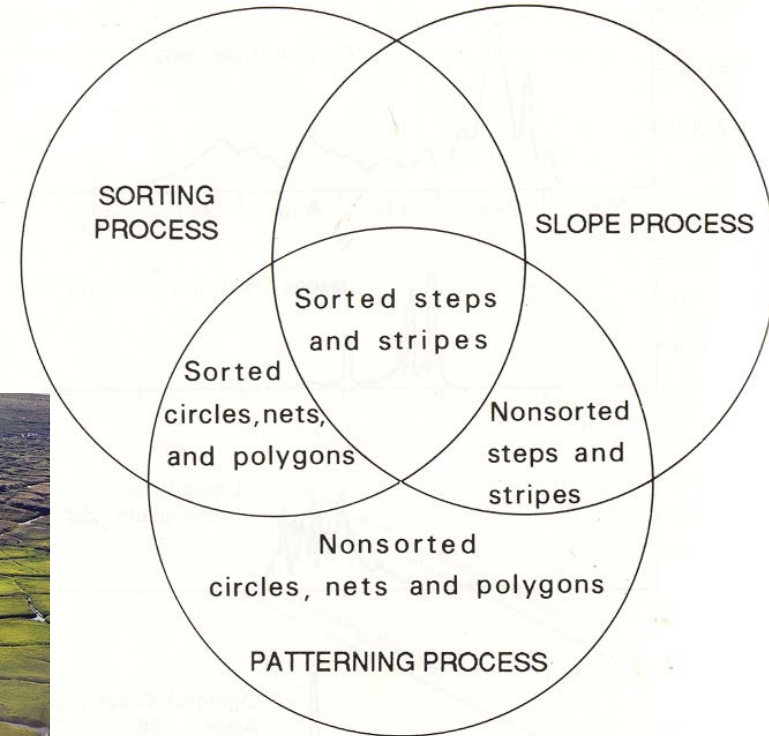 SORTING
PROCESS
SLOPE PROCESS
Sorted steps
and stripes
Sorted
circles, nets,
and polygons
Nonsorted
steps and
stripes
Nonsorted
circles, nets and polygons
PATTERNING PROCESS